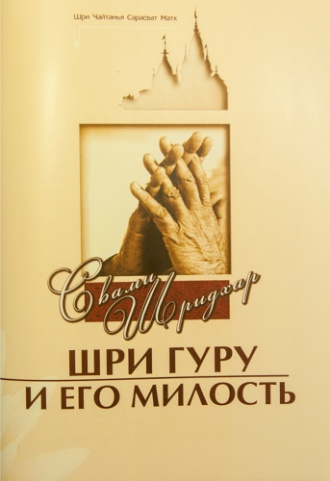 Шри Чайтанья Сарасват Матх
Свами
Шридхар
ШРИ ГУРУ
И ЕГО МИЛОСТЬ